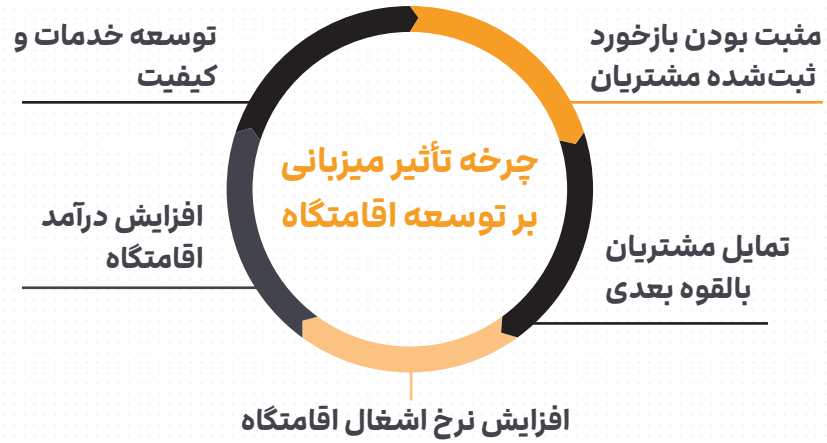 چرخه تأثیر میزبانی
بر توسعه اقامتگاه
مثبت بودن بازخورد
ثبت‌شده مشتریان
تمایل مشتریان
بالقوه بعدی
افزایش نرخ اشغال اقامتگاه
افزایش درآمد
اقامتگاه
توسعه خدمات و
کیفیت